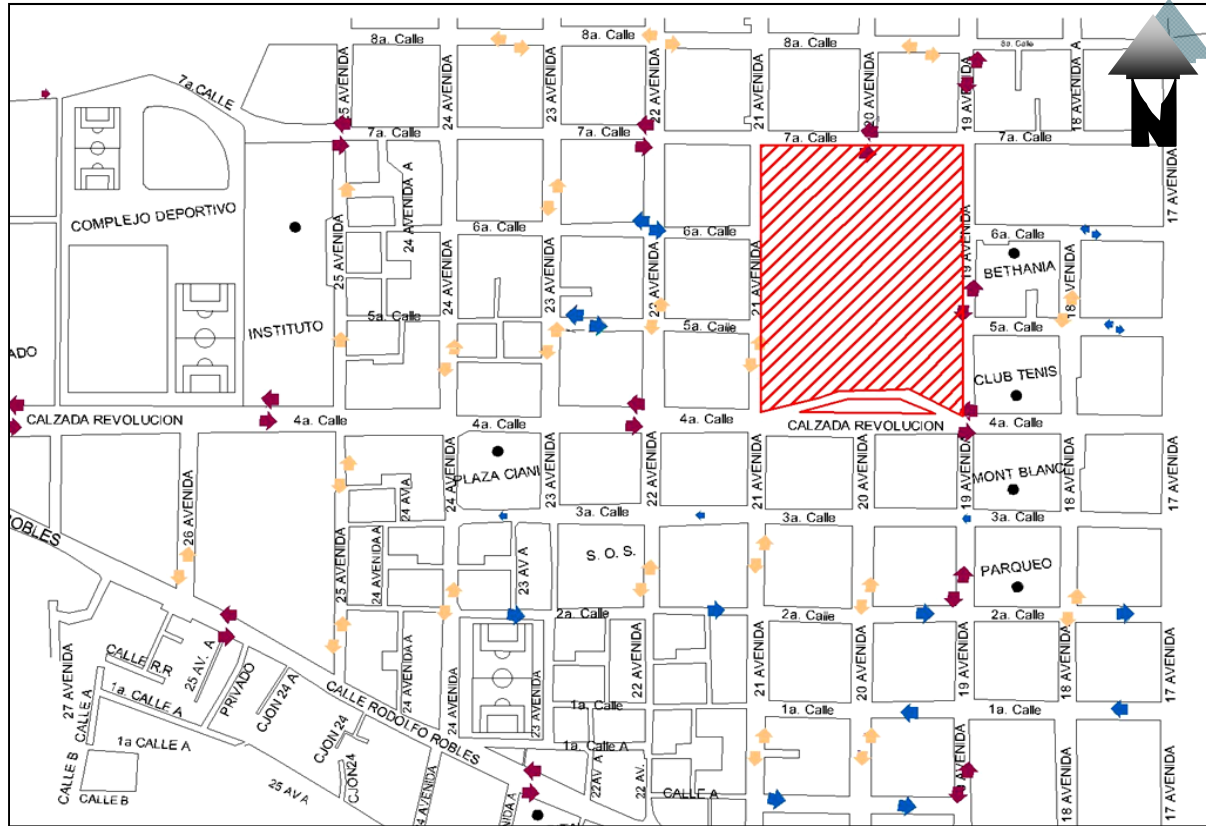 8a. Calle
8a. Calle
8a. Calle
8a. Calle
25 AVENIDA
24 AVENIDA
23 AVENIDA
22 AVENIDA
21 AVENIDA
20 AVENIDA
19 AVENIDA
18 AVENIDA A
N
7a. CALLE
7a. Calle
7a. Calle
7a. Calle
7a. Calle
17 AVENIDA
COMPLEJO DEPORTIVO
24 AVENIDA A
6a. Calle
6a. Calle
6a. Calle
25 AVENIDA
24 AVENIDA
23 AVENIDA
22 AVENIDA
21 AVENIDA
19 AVENIDA
BETHANIA
18 AVENIDA
INSTITUTO
5a. Calle
5a. Calle
5a. Calle
ADO
CLUB TENIS
CALZADA REVOLUCION
4a. Calle
4a. Calle
4a. Calle
CALZADA REVOLUCION
4a. Calle
26 AVENIDA
24 AV. A
24 AVENIDA
PLAZA CIANI
23 AVENIDA
22 AVENIDA
21 AVENIDA
20 AVENIDA
19 AVENIDA
MONT BLANC
18 AVENIDA
17 AVENIDA
3a. Calle
3a. Calle
3a. Calle
OBLES
25 AVENIDA
24 AVENIDA A
23 AV A
S. O. S.
PARQUEO
2a. Calle
2a. Calle
2a. Calle
27 AVENIDA
CALLE R.R
25 AV. A
PRIVADO
CJON 24 A
24 AVENIDA A
24 AVENIDA
23 AVENIDA
22 AVENIDA
21 AVENIDA
20 AVENIDA
19 AVENIDA
18 AVENIDA
17 AVENIDA
CALLE A
1a. CALLE A
CALLE RODOLFO ROBLES
1a. Calle
1a. Calle
1a. Calle
1a CALLE A
CJON 24
1a. Calle A
CALLE B
CALLE B
25 AV A
CJON24
4 AVENIDA
NIDA A
22AV A
22 AV.
CALLE A
AVENIDA
18 AVENIDA
17 AVENIDA